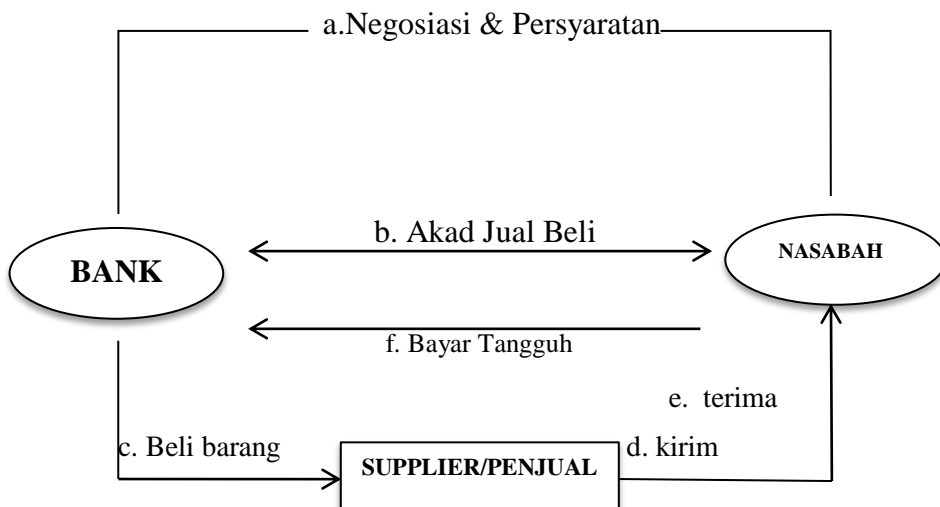 a.Negosiasi & Persyaratan
b. Akad Jual Beli
BANK
NASABAH
f. Bayar Tangguh
e. terima
c. Beli barang
SUPPLIER/PENJUAL
d. kirim